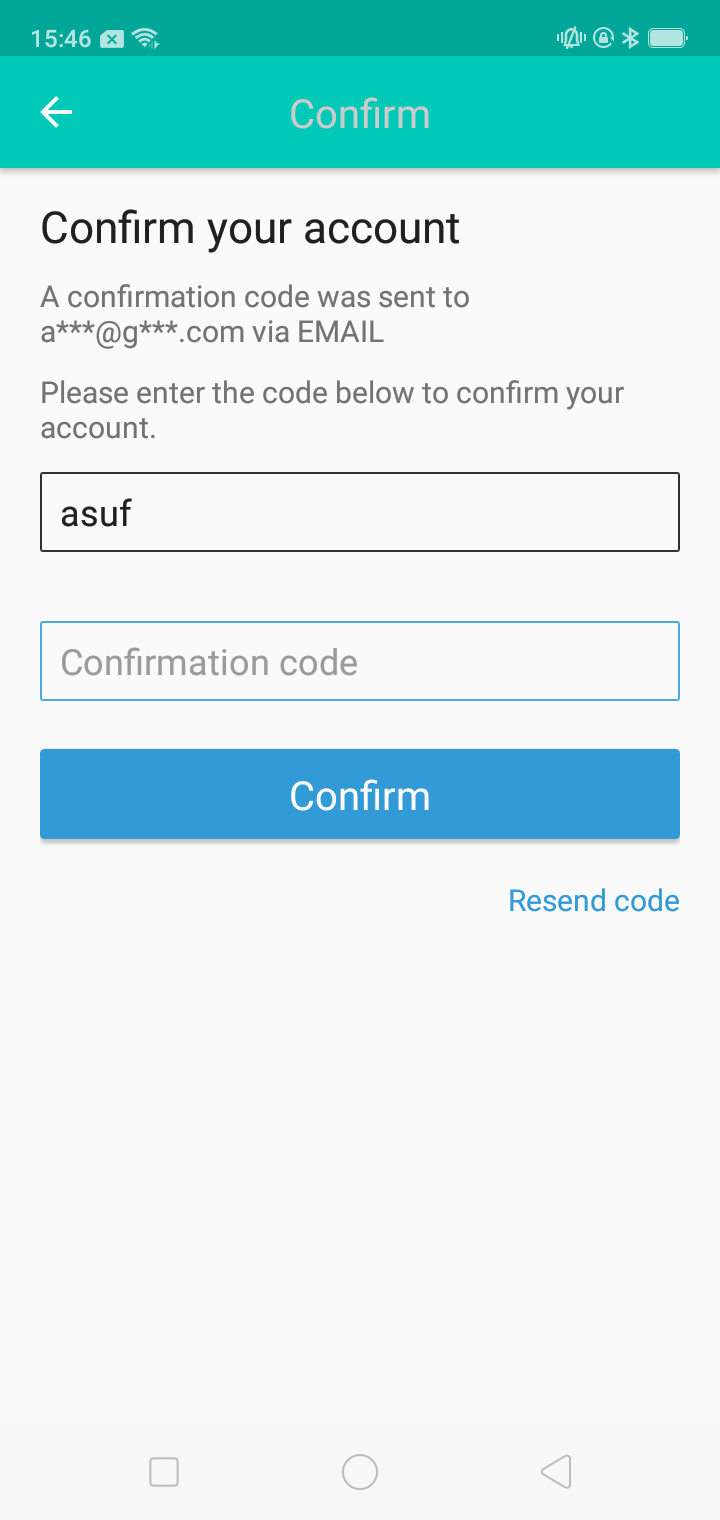 15:46
Confirm
Confirm your account
A confirmation code was sent to
a***@g***.com via EMAIL
Please enter the code below to confirm your
account.
asuf
Confirmation code
Confirm
Resend code